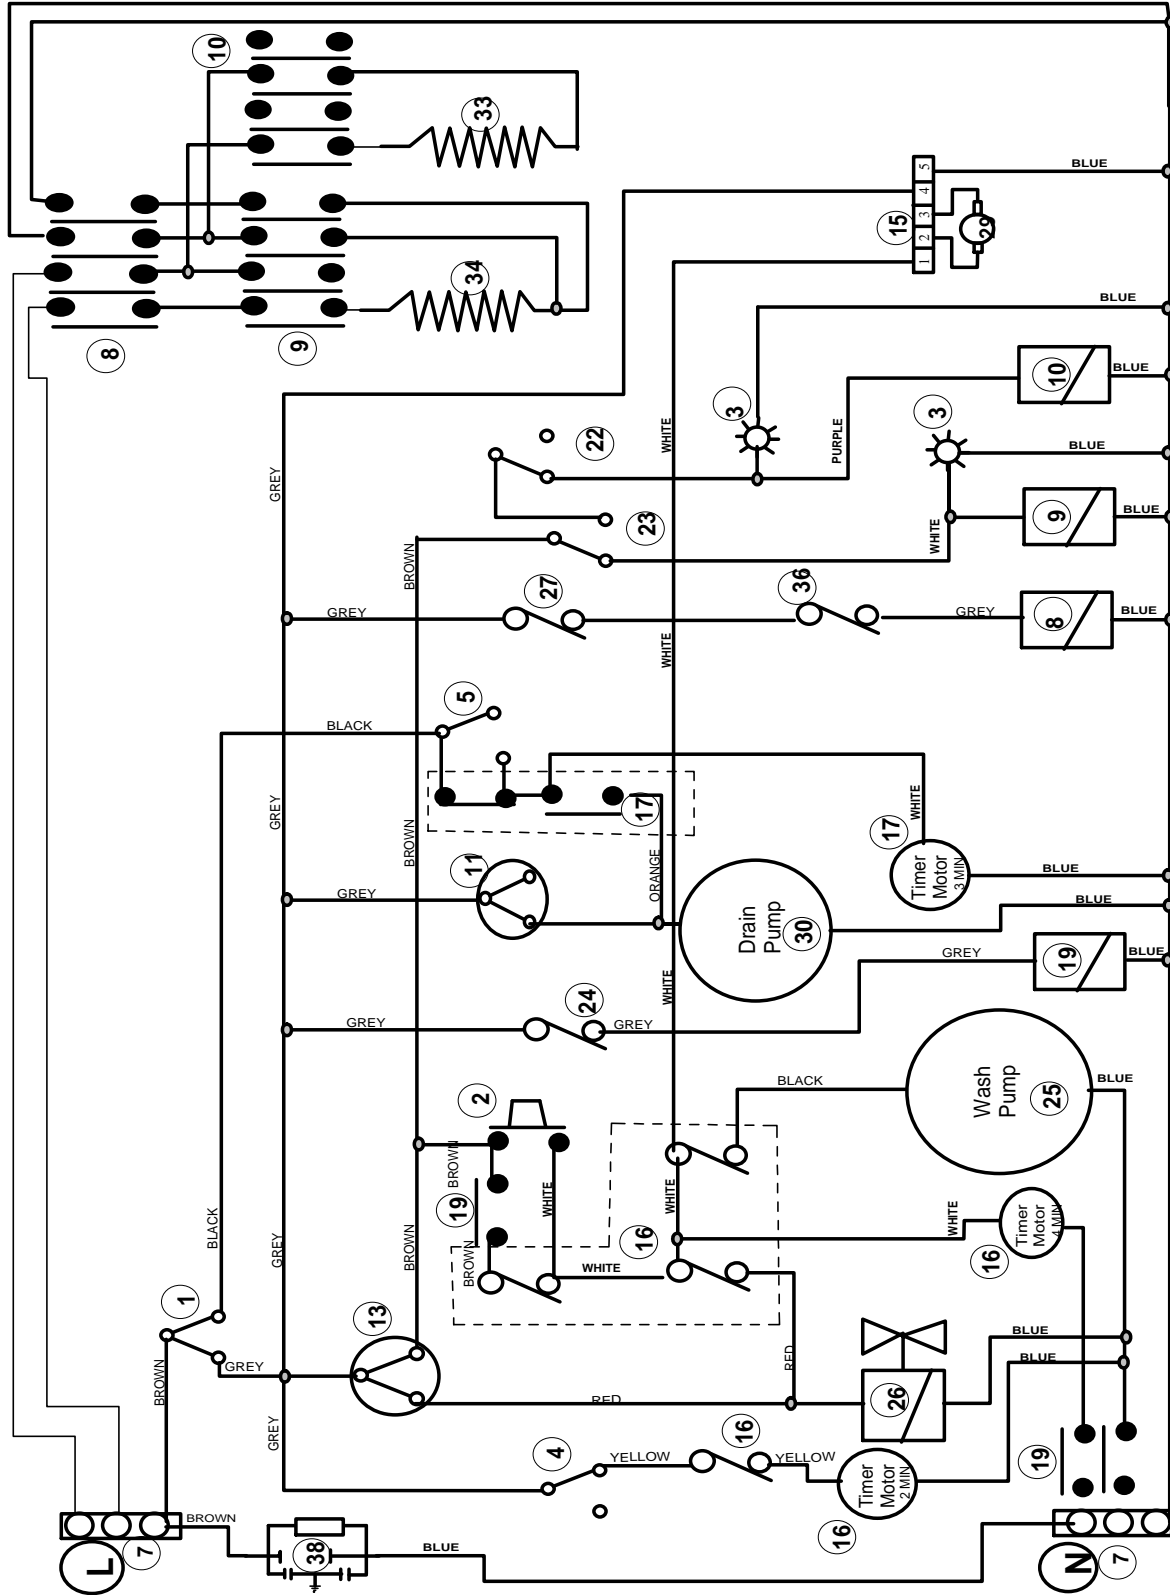 10
33
34
8
9
15
1
2
3
4
5
29
BLUE
BLUE
GREY
22
WHITE
3
PURPLE
10
BLUE
3
BLUE
23
BROWN
WHITE
9
BLUE
GREY
27
36
WHITE
GREY
8
BLUE
BLACK
5
GREY
BROWN
17
WHITE
17
Timer
Motor
3 MIN
BLUE
GREY
11
ORANGE
Drain
Pump
30
BLUE
GREY
24
GREY
WHITE
GREY
19
BLUE
2
BLACK
Wash
Pump
25
BLUE
BROWN
19
WHITE
WHITE
BLACK
GREY
BROWN
BROWN
WHITE
16
WHITE
Timer
Motor
4 MIN
16
1
BROWN
GREY
13
RED
RED
26
BLUE
BLUE
GREY
4
YELLOW
16
YELLOW
Timer
Motor
2 MIN
16
19
L
7
BROWN
38
BLUE
N
7